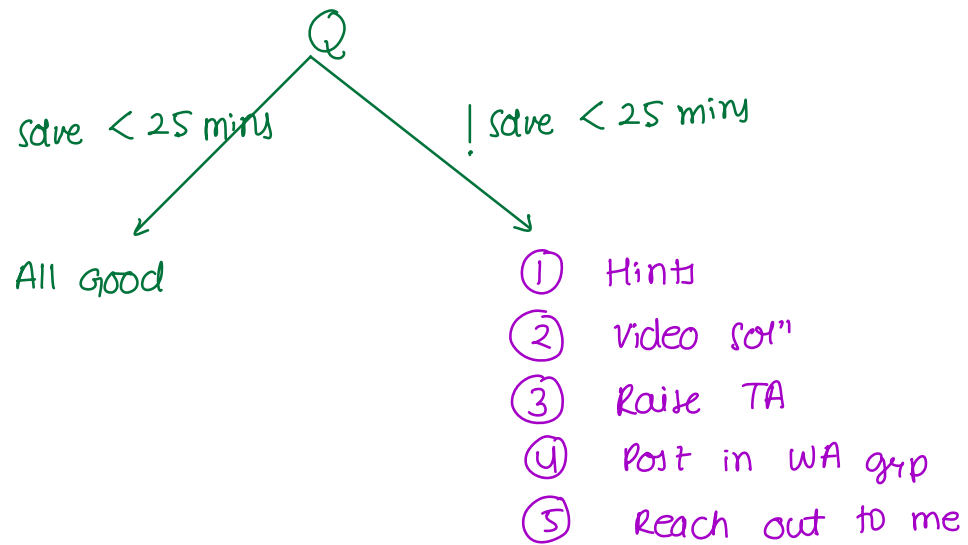 Q
solve < 25 mins
! solve < 25 mins
All Good
1 Hints
2 Video solⁿ
3 Raise TA
4 Post in WA grp
5 Reach out to me